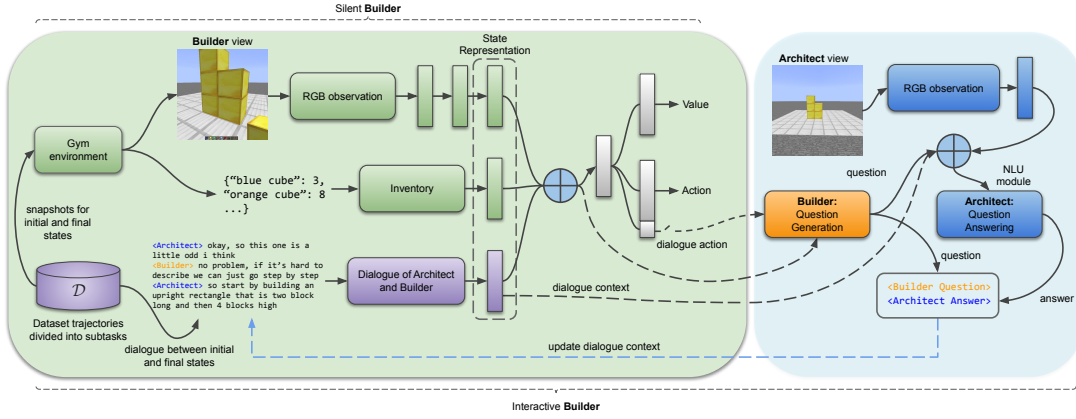 Silent Builder
State
Representation
Builder view
Architect view
RGB observation
RGB observation
Value
Gym
environment
Action
NLU
module
question
{“blue cube”: 3,
“orange cube”: 8
...}
Inventory
Builder:
Question
Generation
Architect:
Question
Answering
snapshots for
initial and final
states
dialogue action
<Architect> okay, so this one is a
little odd i think
<Builder> no problem, if it’s hard to
describe we can just go step by step
<Architect> so start by building an
upright rectangle that is two block
long and then 4 blocks high
Dialogue of Architect
and Builder
question
𝒟
dialogue context
<Builder Question>
<Architect Answer>
answer
Dataset trajectories
divided into subtasks
dialogue between initial
and final states
update dialogue context
Interactive Builder